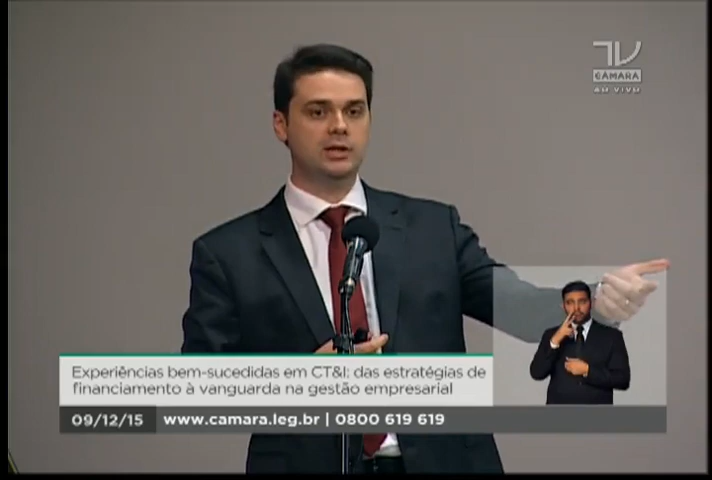 TV
CÂMARA
AO VIVO
Experiências bem-sucedidas em CT&I: das estratégias de
financiamento à vanguarda na gestão empresarial
09/12/15 www.camara.leg.br | 0800 619 619